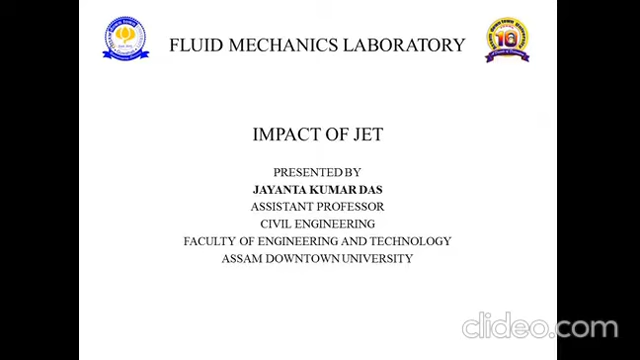 FLUID MECHANICS LABORATORY
10
IMPACT OF JET
PRESENTED BY
JAYANTA KUMAR DAS
ASSISTANT PROFESSOR
CIVIL ENGINEERING
FACULTY OF ENGINEERING AND TECHNOLOGY
ASSAM DOWNTOWN UNIVERSITY
clideo.com